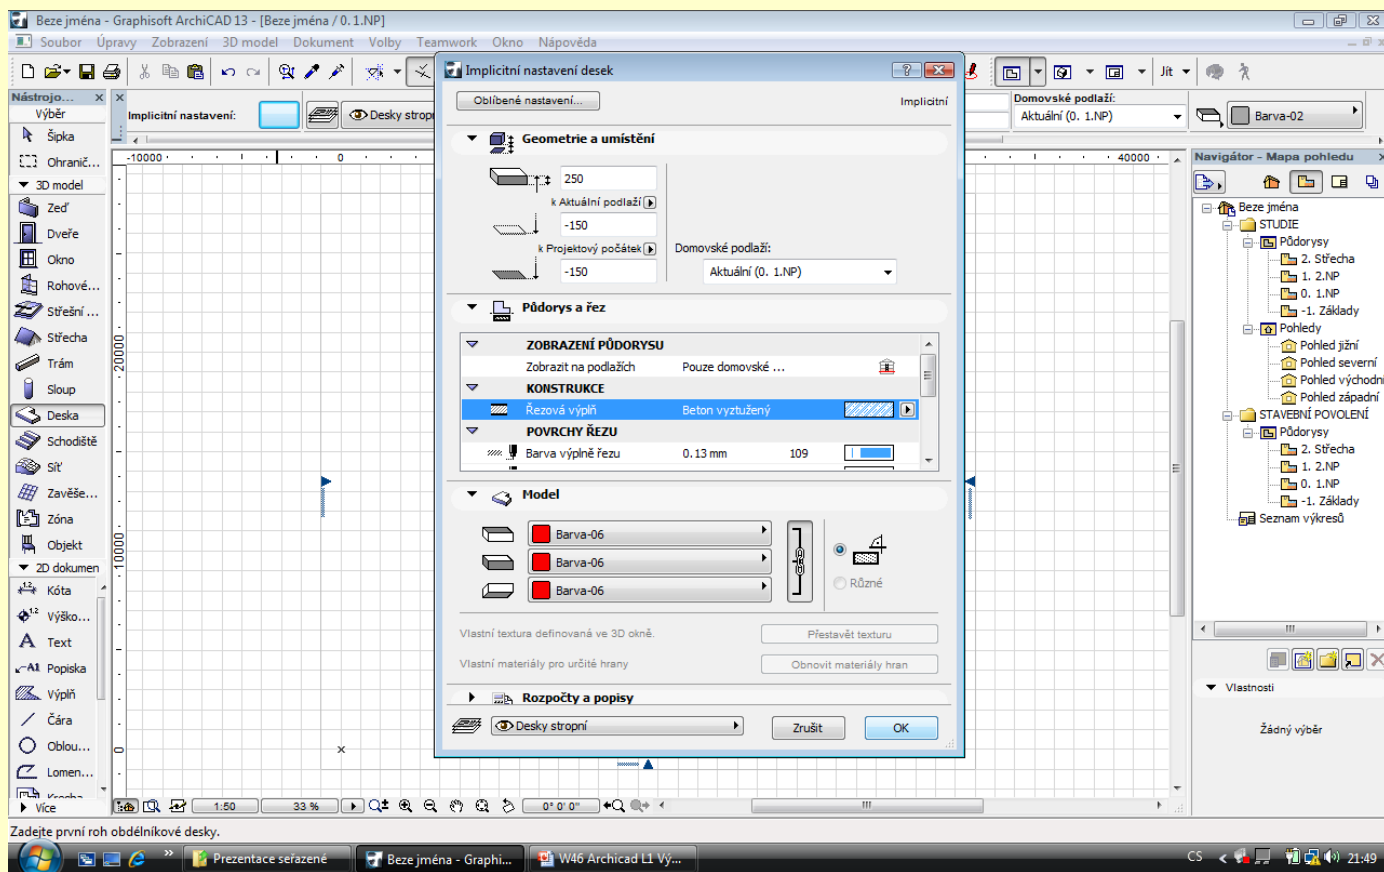 Beze jména - Graphisoft ArchiCAD 13 - [Beze jména / 0. 1.NP]
Soubor Úpravy Zobrazení 3D model Dokument Volby Teamwork Okno Nápověda
Jít
Nástrojo...
Výběr
Šipka
Ohranič...
3D model
Zeď
Dveře
Okno
Rohové...
Střešní ...
Střecha
Trám
Sloup
Deska
Schodiště
Síť
Zavěše...
Zóna
Objekt
2D dokumen
Kóta
Výško...
Text
A1 Popiska
Výplň
Čára
Oblou...
Lomen...
Více
Implicitní nastavení:
Desky strop
Domovské podlaží:
Aktuální (0. 1.NP)
Barva-02
-10000
0
40000
20000
10000
0
Implicitní nastavení desek
Oblíbené nastavení...
Implicitní
Geometrie a umístění
250
k Aktuální podlaží
-150
k Projektový počátek
-150
Domovské podlaží:
Aktuální (0. 1.NP)
Půdorys a řez
ZOBRAZENÍ PŮDORYSU
Zobrazit na podlažích Pouze domovské ...
KONSTRUKCE
Řezová výplň Beton vyztužený
POVRCHY ŘEZU
Barva výplně řezu 0.13 mm 109
Model
Barva-06
Barva-06
Barva-06
Různé
Vlastní textura definovaná ve 3D okně.
Přestavět texturu
Vlastní materiály pro určité hrany
Obnovit materiály hran
Rozpočty a popisy
Desky stropní
Zrušit
OK
Navigátor - Mapa pohledu
Beze jména
STUDIE
Půdorysy
2. Střecha
1. 2.NP
0. 1.NP
-1. Základy
Pohledy
Pohled jižní
Pohled severní
Pohled východní
Pohled západní
STAVEBNÍ POVOLENÍ
Půdorysy
2. Střecha
1. 2.NP
0. 1.NP
-1. Základy
Seznam výkresů
Vlastnosti
Žádný výběr
1:50
33 %
0° 0' 0"
Zadejte první roh obdélníkové desky.
Prezentace seřazené
Beze jména - Graphi...
W46 Archicad L1 Vý...
CS
21:49